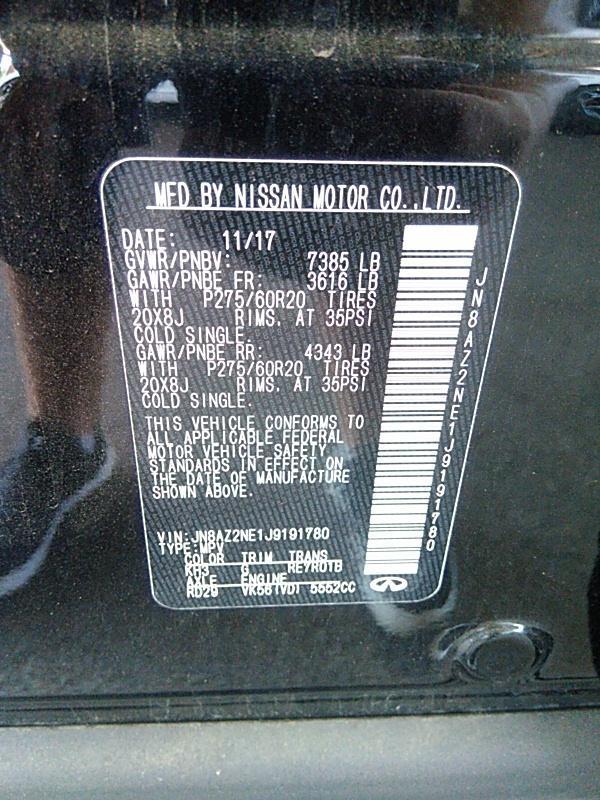 MFD BY NISSAN MOTOR CO.,LTD.
DATE: 11/17
GVWR/PNBV: 7385 LB
GAWR/PNBE FR: 3616 LB
WITH P275/60R20 TIRES
20X8J RIMS. AT 35PSI
COLD SINGLE.
GAWR/PNBE RR: 4343 LB
WITH P275/60R20 TIRES
20X8J RIMS. AT 35PSI
COLD SINGLE.
THIS VEHICLE CONFORMS TO
ALL APPLICABLE FEDERAL
MOTOR VEHICLE SAFETY
STANDARDS IN EFFECT ON
THE DATE OF MANUFACTURE
SHOWN ABOVE.
VIN:JN8AZ2NE1J9191780
TYPE:MPV
COLOR TRIM TRANS
KH3 G RE7R01B
AXLE ENGINE
RD29 VK56(VD) 5552CC
JN8AZ2NE1J9191780